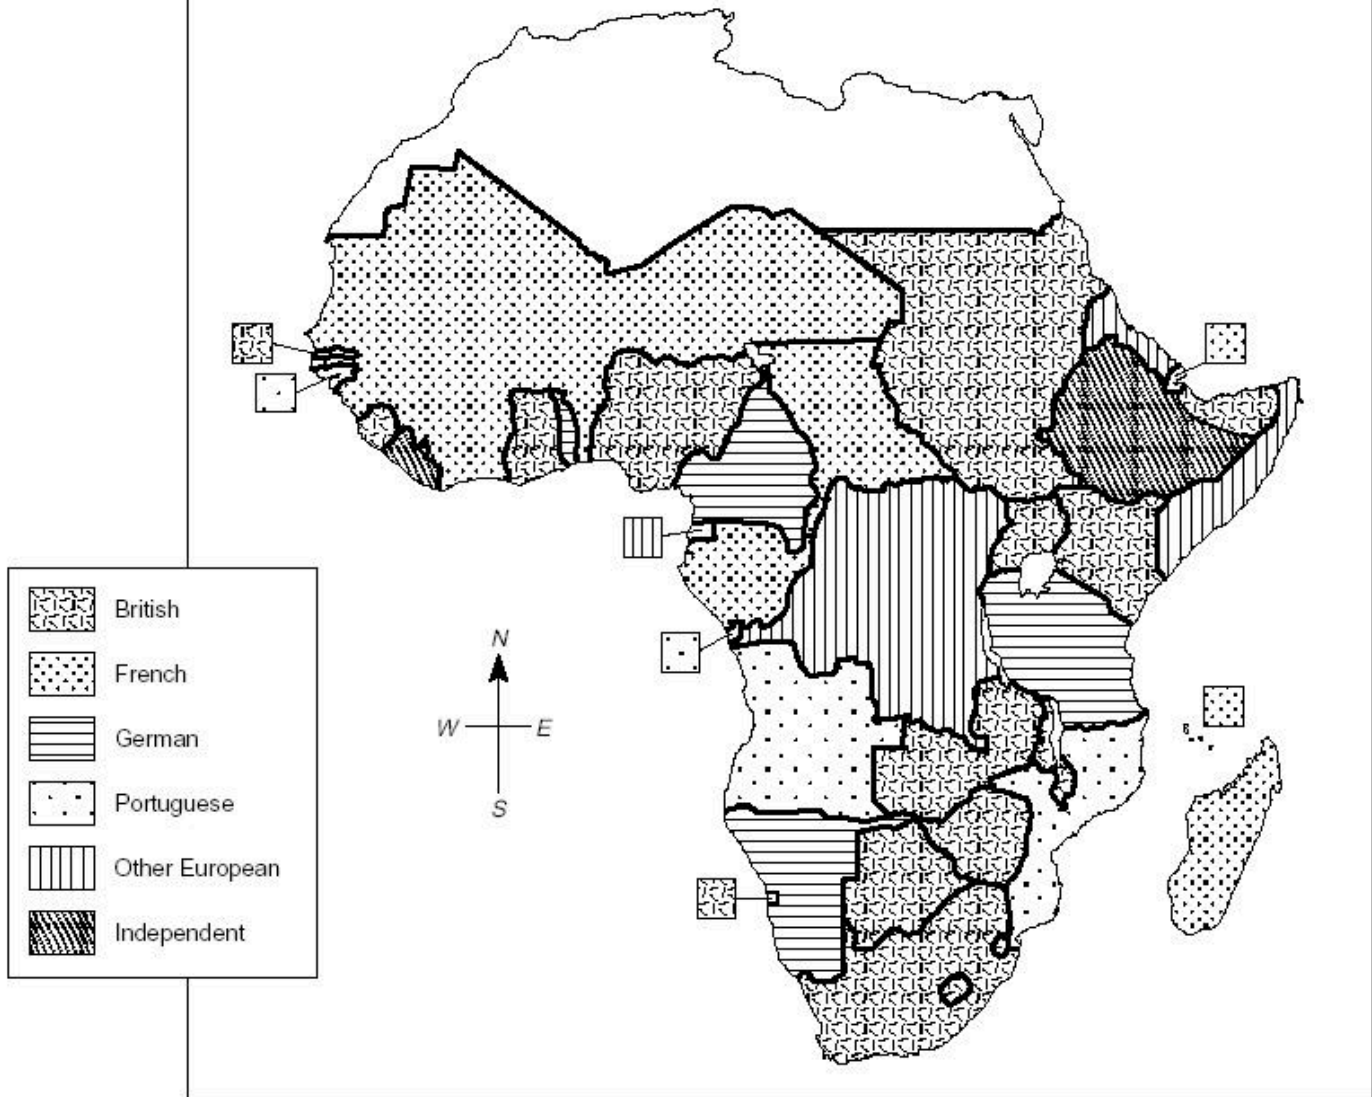 British
French
German
Portuguese
Other European
Independent
N
W E
S